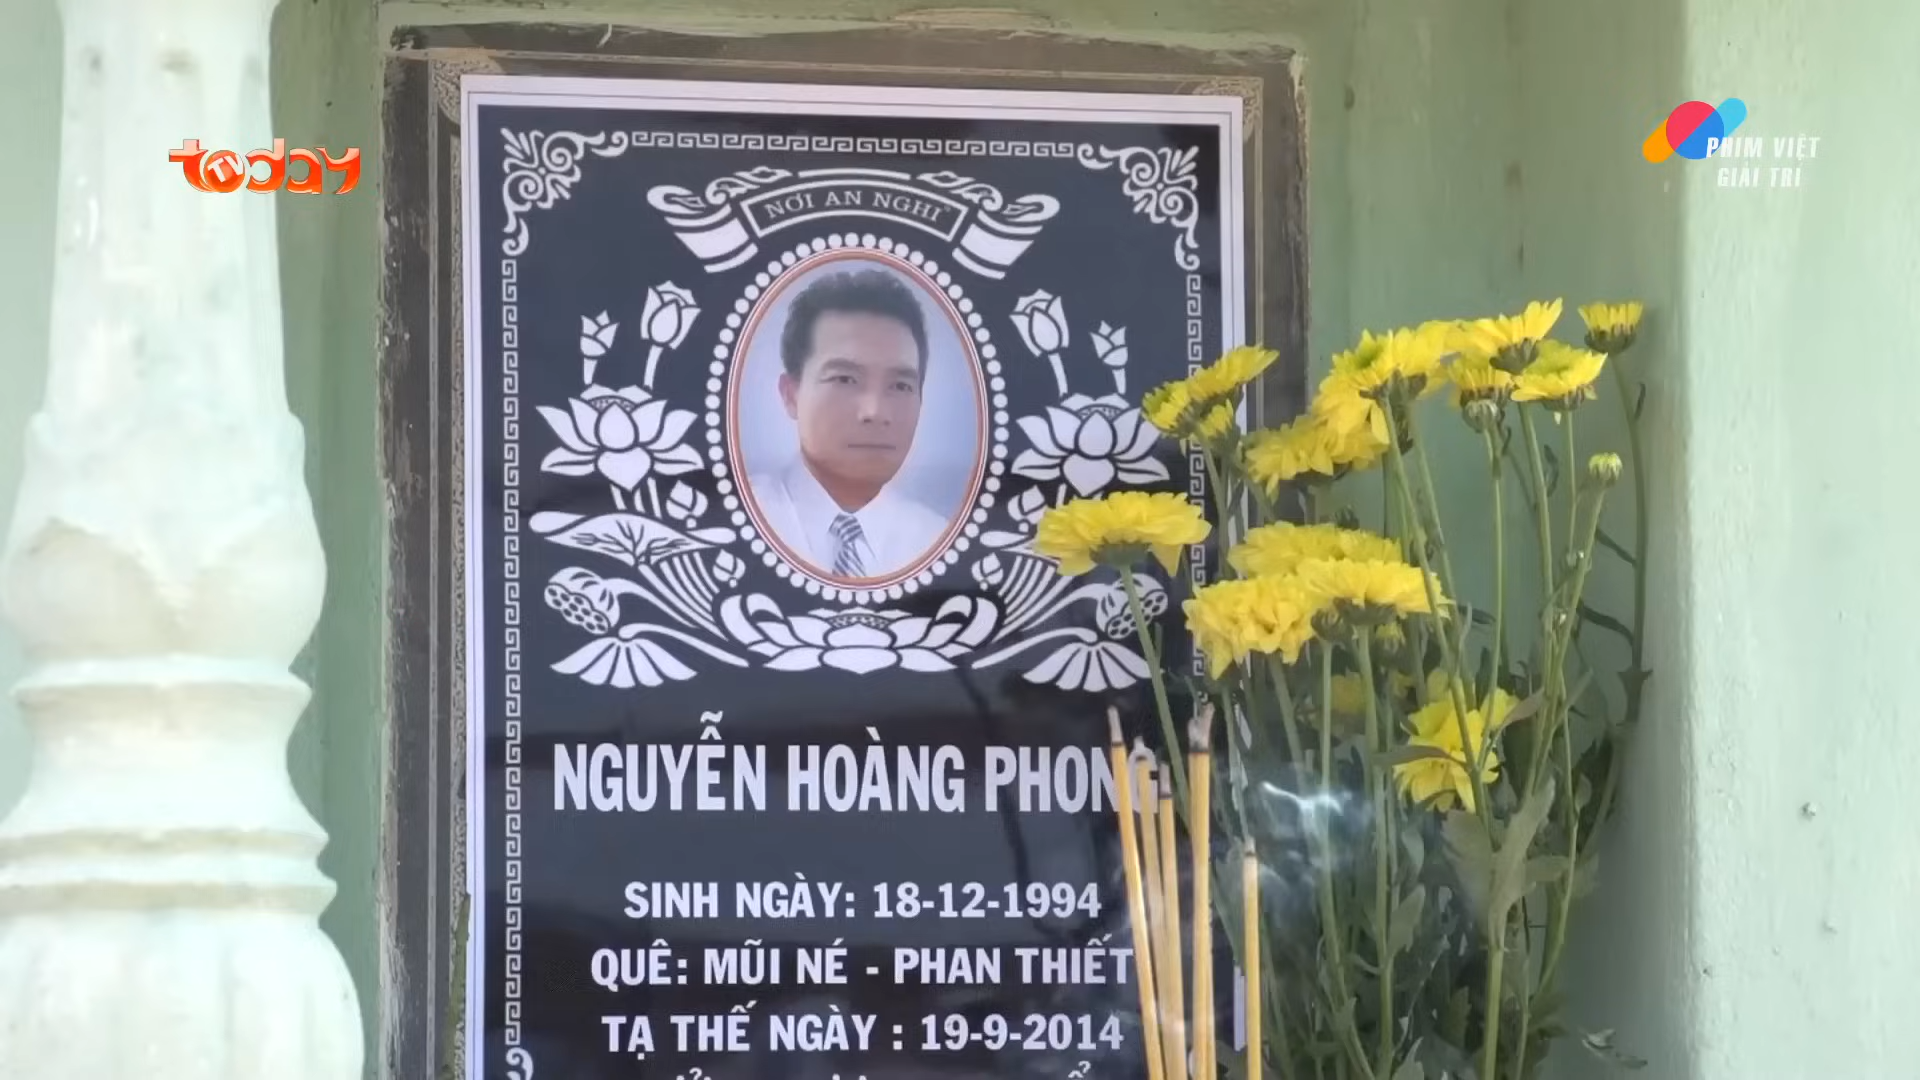 today
TV
PHIM VIỆT
GIẢI TRÍ
NƠI AN NGHỈ
NGUYỄN HOÀNG PHONG
SINH NGÀY: 18-12-1994
QUÊ: MŨI NÉ - PHAN THIẾT
TẠ THẾ NGÀY : 19-9-2014